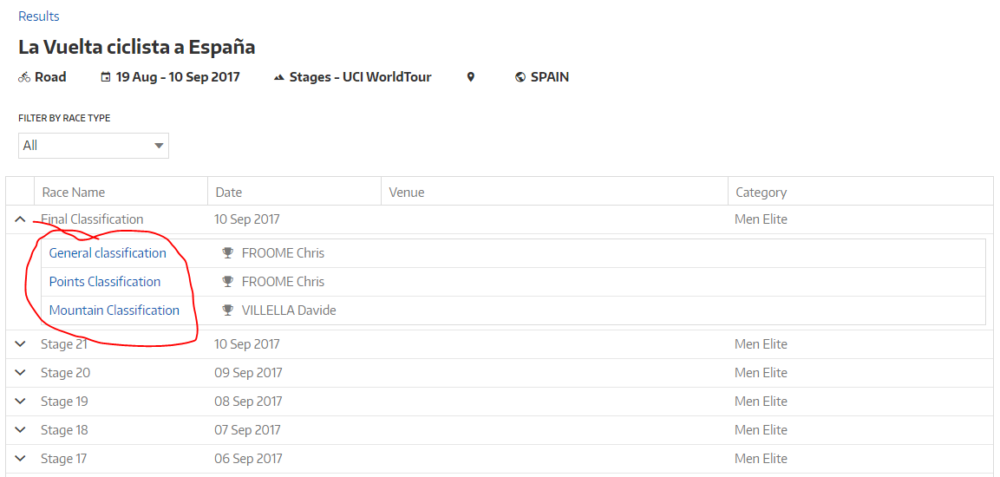 Results
La Vuelta ciclista a España
Road 19 Aug - 10 Sep 2017 Stages - UCI WorldTour SPAIN
FILTER BY RACE TYPE
All
Race Name Date Venue Category
Final Classification 10 Sep 2017 Men Elite
General classification FROOME Chris
Points Classification FROOME Chris
Mountain Classification VILLELLA Davide
Stage 21 10 Sep 2017 Men Elite
Stage 20 09 Sep 2017 Men Elite
Stage 19 08 Sep 2017 Men Elite
Stage 18 07 Sep 2017 Men Elite
Stage 17 06 Sep 2017 Men Elite